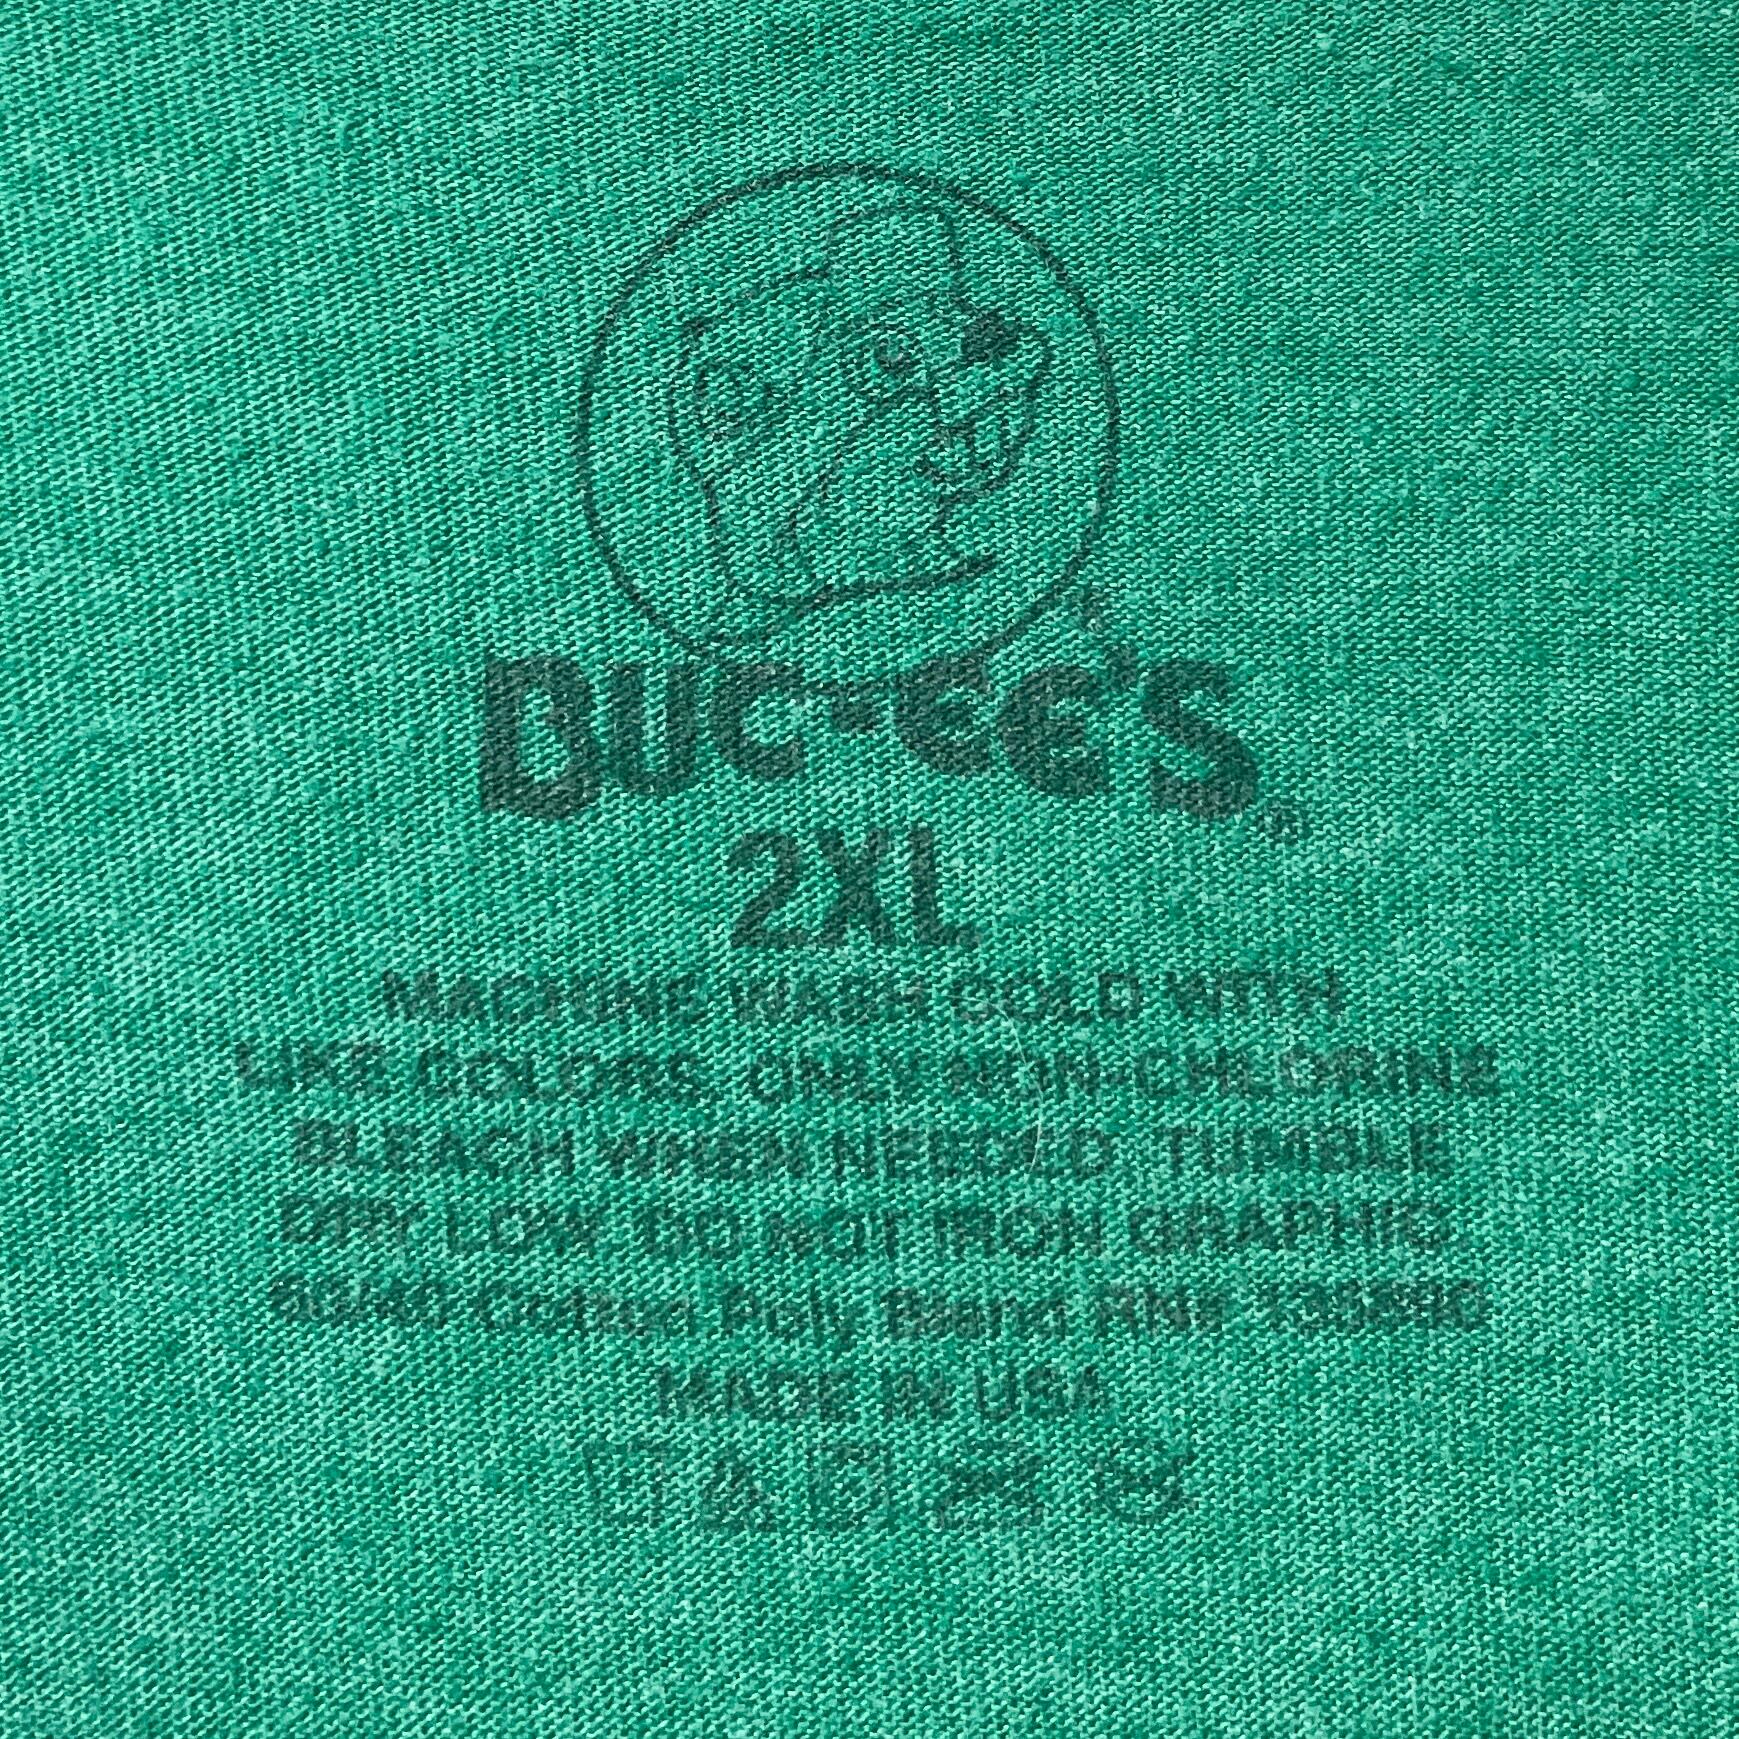 BUC-EE'S
2XL
MACHINE WASH COLD WITH
LIKE COLORS. ONLY NON-CHLORINE
BLEACH WHEN NEEDED. TUMBLE
DRY LOW. DO NOT IRON GRAPHIC
Cotton Poly Blend RN#
MADE IN USA